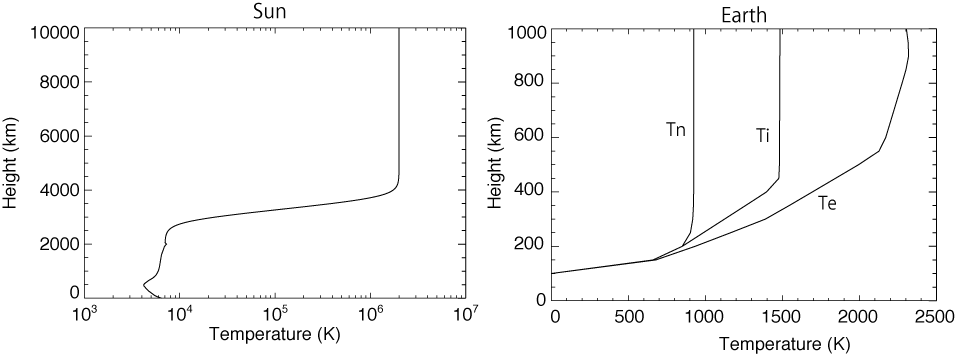 Sun
Height (km)
10000
8000
6000
4000
2000
0
10³ 10⁴ 10⁵ 10⁶ 10⁷
Temperature (K)
Earth
Height (km)
1000
800
600
400
200
0
Tn
Ti
Te
0 500 1000 1500 2000 2500
Temperature (K)